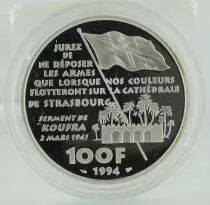 JUREZ
DE
NE DÉPOSER
LES ARMES
QUE LORSQUE NOS COULEURS
FLOTTERONT SUR LA CATHÉDRALE
DE STRASBOURG
SERMENT DE
KOUFRA
2 MARS 1941
100F
1994